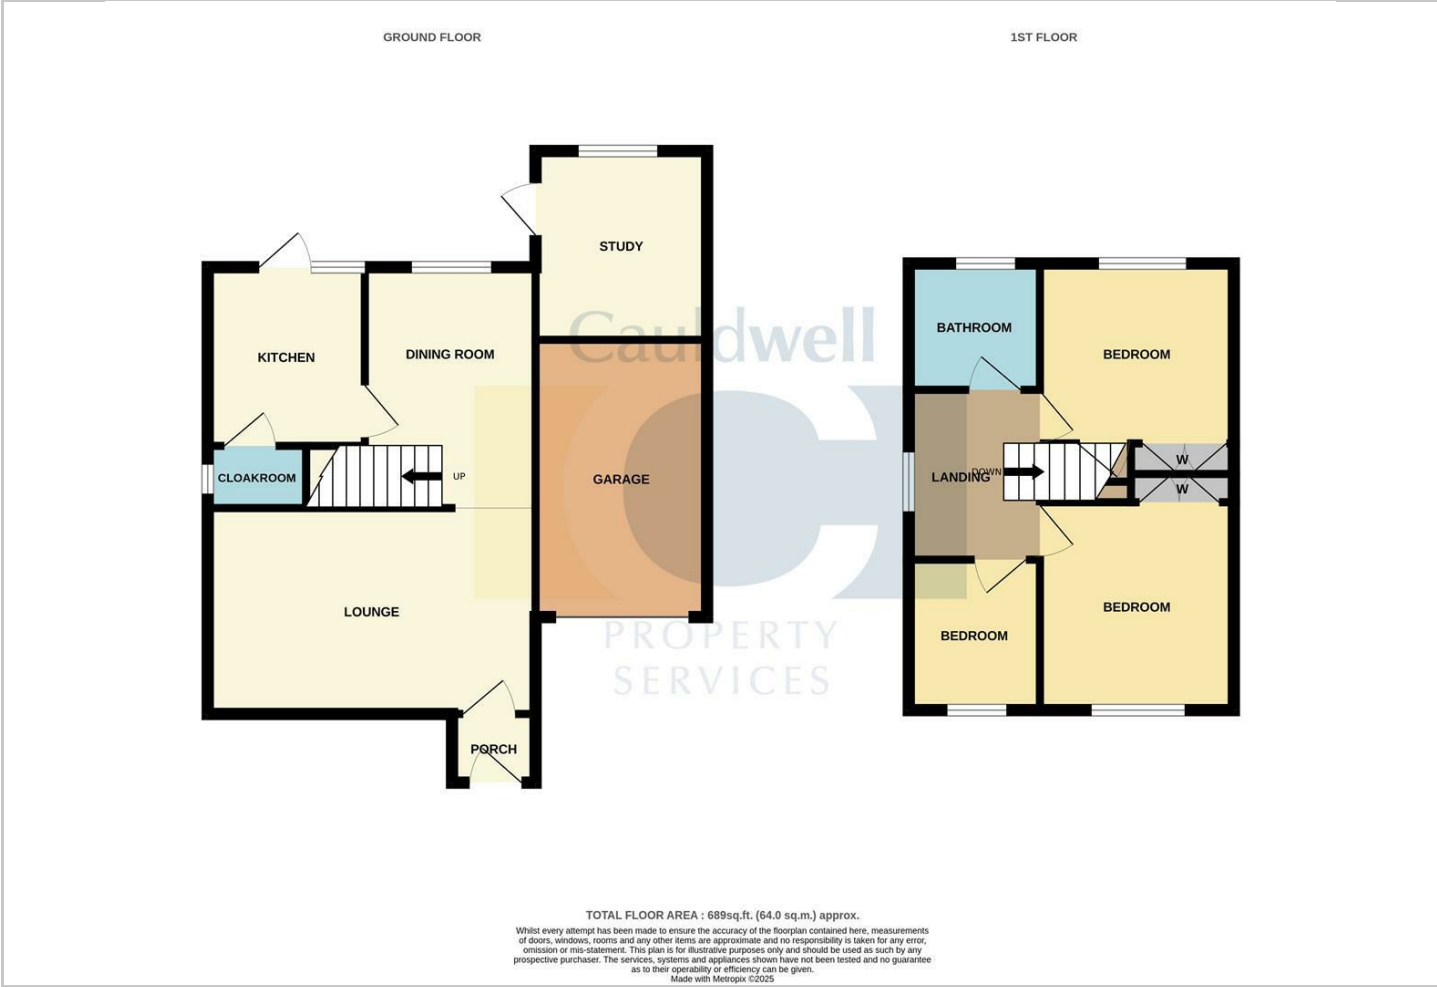 GROUND FLOOR
1ST FLOOR
STUDY
KITCHEN
DINING ROOM
CLOAKROOM
UP
GARAGE
LOUNGE
PORCH
BATHROOM
BEDROOM
LANDING
DOWN
W
W
BEDROOM
BEDROOM
Cauldwell
PROPERTY
SERVICES
TOTAL FLOOR AREA : 689sq.ft. (64.0 sq.m.) approx.
Whilst every attempt has been made to ensure the accuracy of the floorplan contained here, measurements
of doors, windows, rooms and any other items are approximate and no responsibility is taken for any error,
omission or mis-statement. This plan is for illustrative purposes only and should be used as such by any
prospective purchaser. The services, systems and appliances shown have not been tested and no guarantee
as to their operability or efficiency can be given.
Made with Metropix ©2025